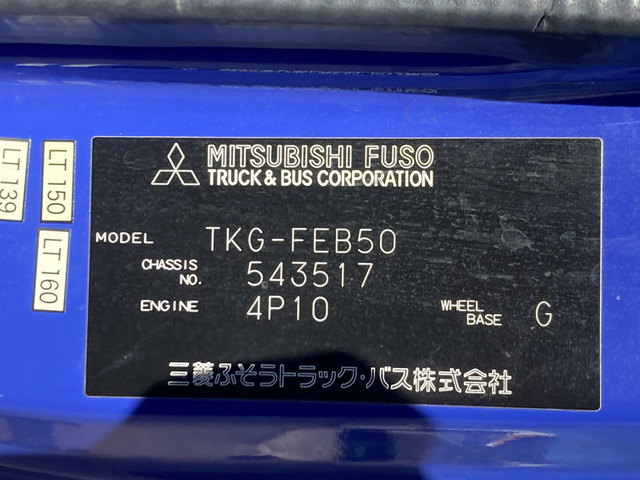 MITSUBISHI FUSO
TRUCK & BUS CORPORATION
MODEL TKG-FEB50
CHASSIS NO. 543517
ENGINE 4P10 WHEEL BASE G
三菱ふそうトラック・バス株式会社
LT 139
LT 150
LT 160